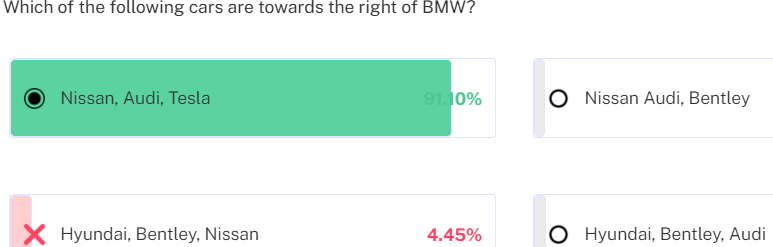 Which of the following cars are towards the right of BMW?
Nissan, Audi, Tesla 91.10%
Nissan Audi, Bentley
Hyundai, Bentley, Nissan 4.45%
Hyundai, Bentley, Audi